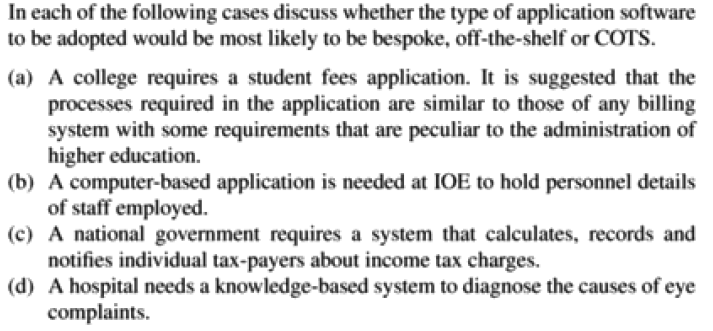 In each of the following cases discuss whether the type of application software
to be adopted would be most likely to be bespoke, off-the-shelf or COTS.
(a) A college requires a student fees application. It is suggested that the
processes required in the application are similar to those of any billing
system with some requirements that are peculiar to the administration of
higher education.
(b) A computer-based application is needed at IOE to hold personnel details
of staff employed.
(c) A national government requires a system that calculates, records and
notifies individual tax-payers about income tax charges.
(d) A hospital needs a knowledge-based system to diagnose the causes of eye
complaints.